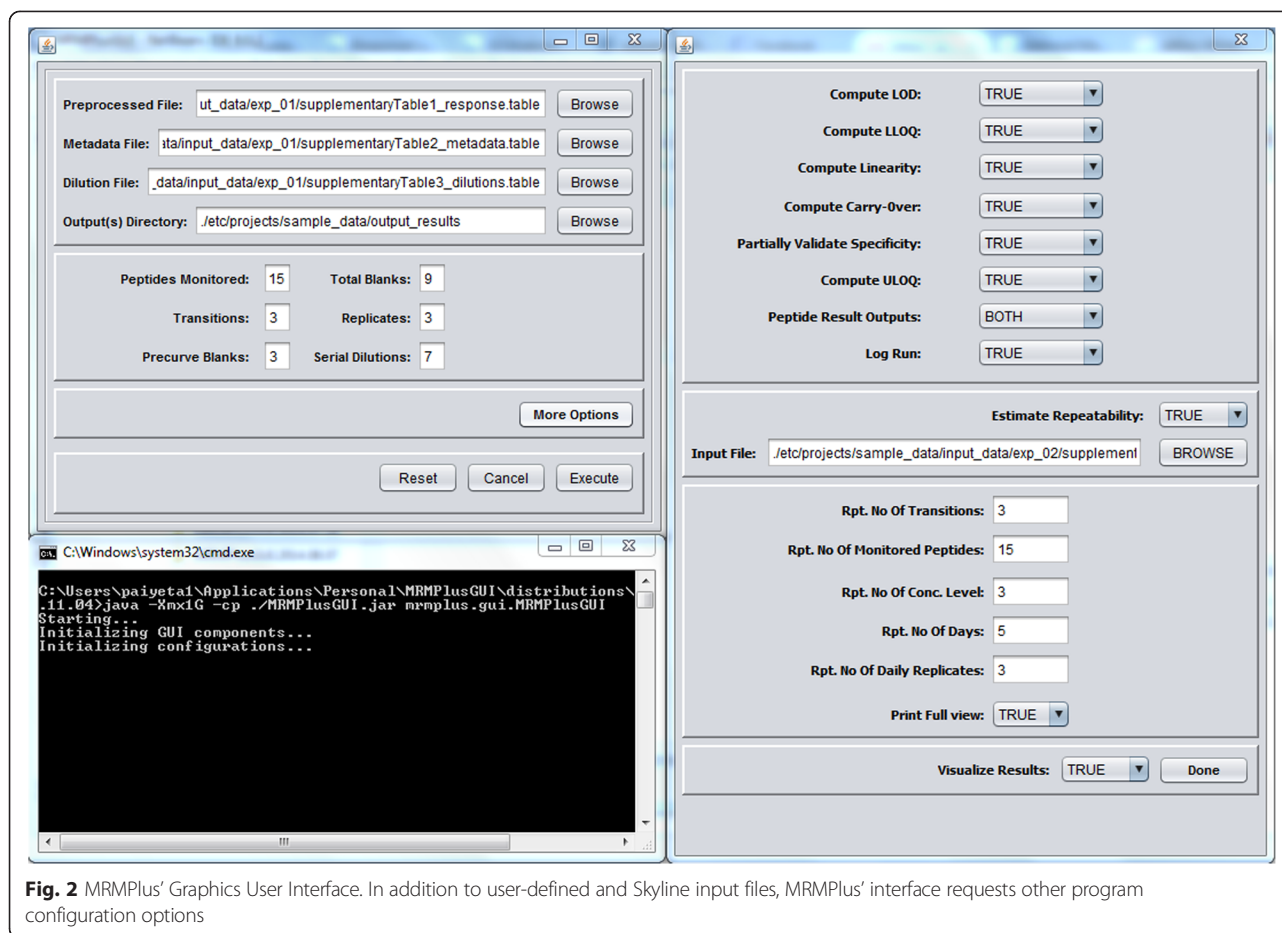 Preprocessed File: ut_data/exp_01/supplementaryTable1_response.table Browse
Metadata File: ata/input_data/exp_01/supplementaryTable2_metadata.table Browse
Dilution File: _data/input_data/exp_01/supplementaryTable3_dilutions.table Browse
Output(s) Directory: ./etc/projects/sample_data/output_results Browse
Peptides Monitored: 15 Total Blanks: 9
Transitions: 3 Replicates: 3
Precurve Blanks: 3 Serial Dilutions: 7
More Options
Reset Cancel Execute
C:\Windows\system32\cmd.exe
C:\Users\paiyeta1\Applications\Personal\MRMPlusGUI\distributions\
.11.04>java -Xmx1G -cp ./MRMPlusGUI.jar mrmplus.gui.MRMPlusGUI
Starting...
Initializing GUI components...
Initializing configurations...
Compute LOD: TRUE
Compute LLOQ: TRUE
Compute Linearity: TRUE
Compute Carry-Over: TRUE
Partially Validate Specificity: TRUE
Compute ULOQ: TRUE
Peptide Result Outputs: BOTH
Log Run: TRUE
Estimate Repeatability: TRUE
Input File: ./etc/projects/sample_data/input_data/exp_02/supplement BROWSE
Rpt. No Of Transitions: 3
Rpt. No Of Monitored Peptides: 15
Rpt. No Of Conc. Level: 3
Rpt. No Of Days: 5
Rpt. No Of Daily Replicates: 3
Print Full view: TRUE
Visualize Results: TRUE Done
Fig. 2 MRMPlus' Graphics User Interface. In addition to user-defined and Skyline input files, MRMPlus' interface requests other program
configuration options